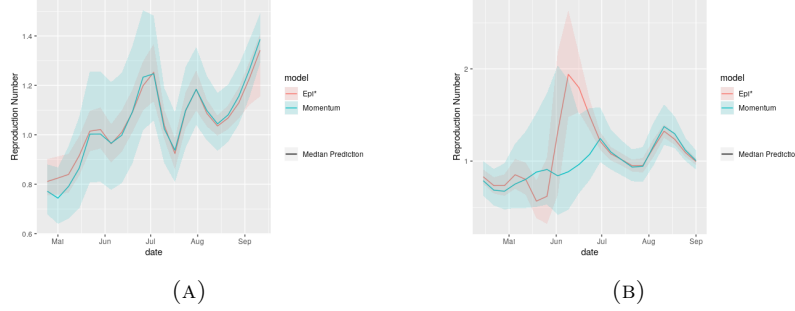 1.4
1.2
1.0
0.8
0.6
Reproduction Number
Mai
Jun
Jul
Aug
Sep
date
model
Epi*
Momentum
Median Prediction
(A)
2
1
Reproduction Number
Mai
Jun
Jul
Aug
Sep
date
model
Epi*
Momentum
Median Predictio
(B)